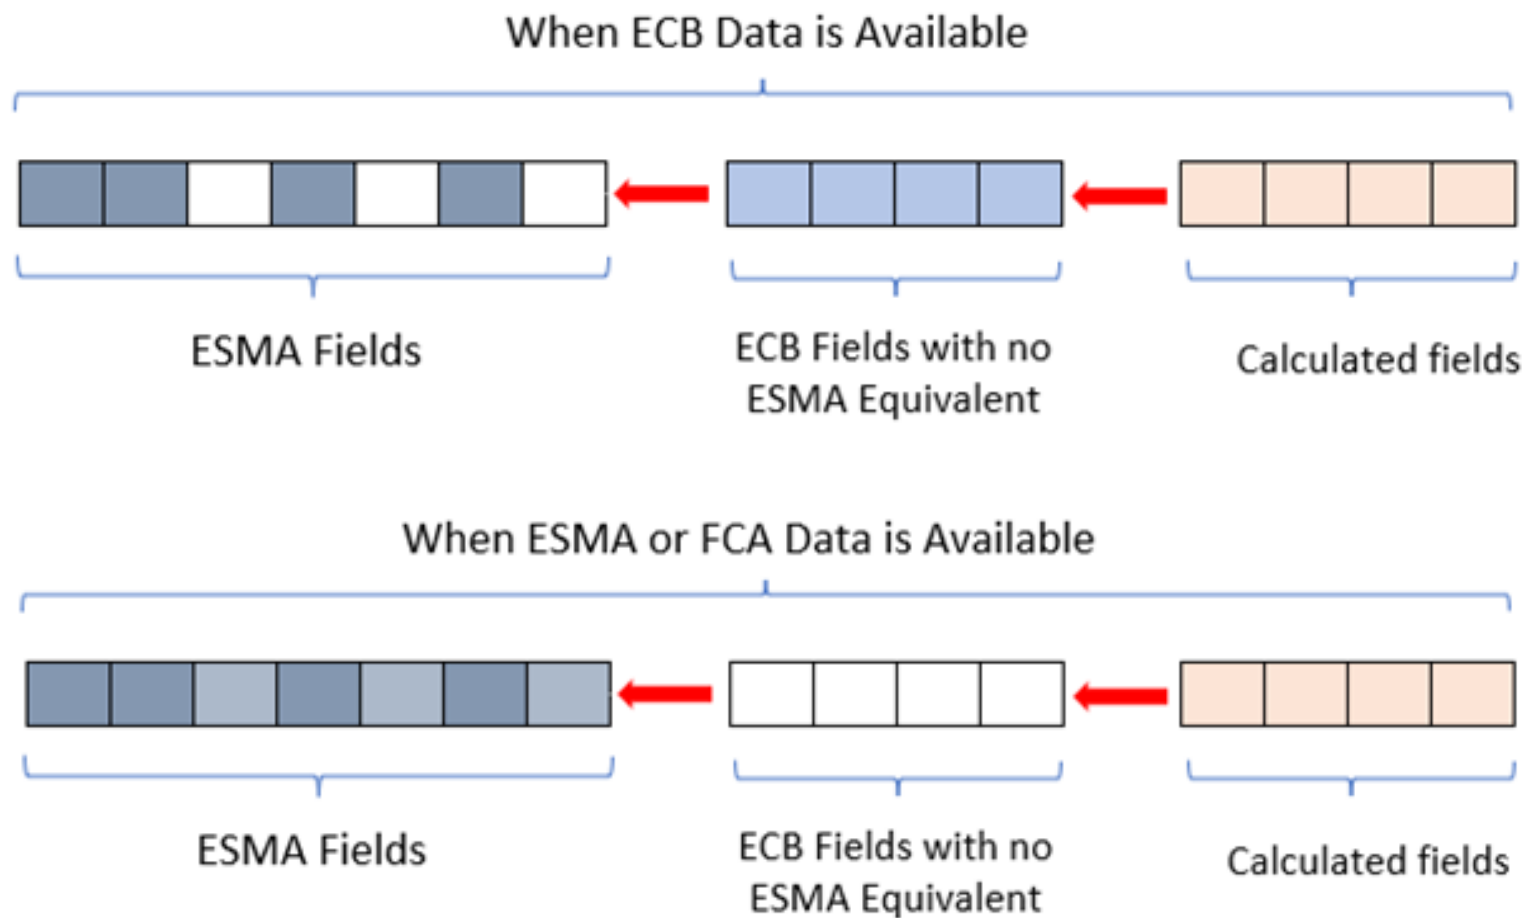 When ECB Data is Available
ESMA Fields
ECB Fields with no
ESMA Equivalent
Calculated fields
When ESMA or FCA Data is Available
ESMA Fields
ECB Fields with no
ESMA Equivalent
Calculated fields